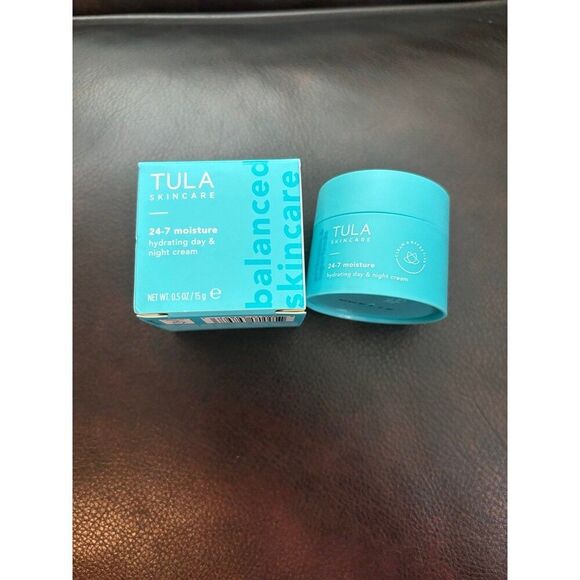 TULA
SKINCARE
24-7 moisture
hydrating day &
night cream
NET WT. 0.5 OZ / 15 g ℮
balanced
skincare
TULA
SKINCARE
24-7 moisture
hydrating day & night cream